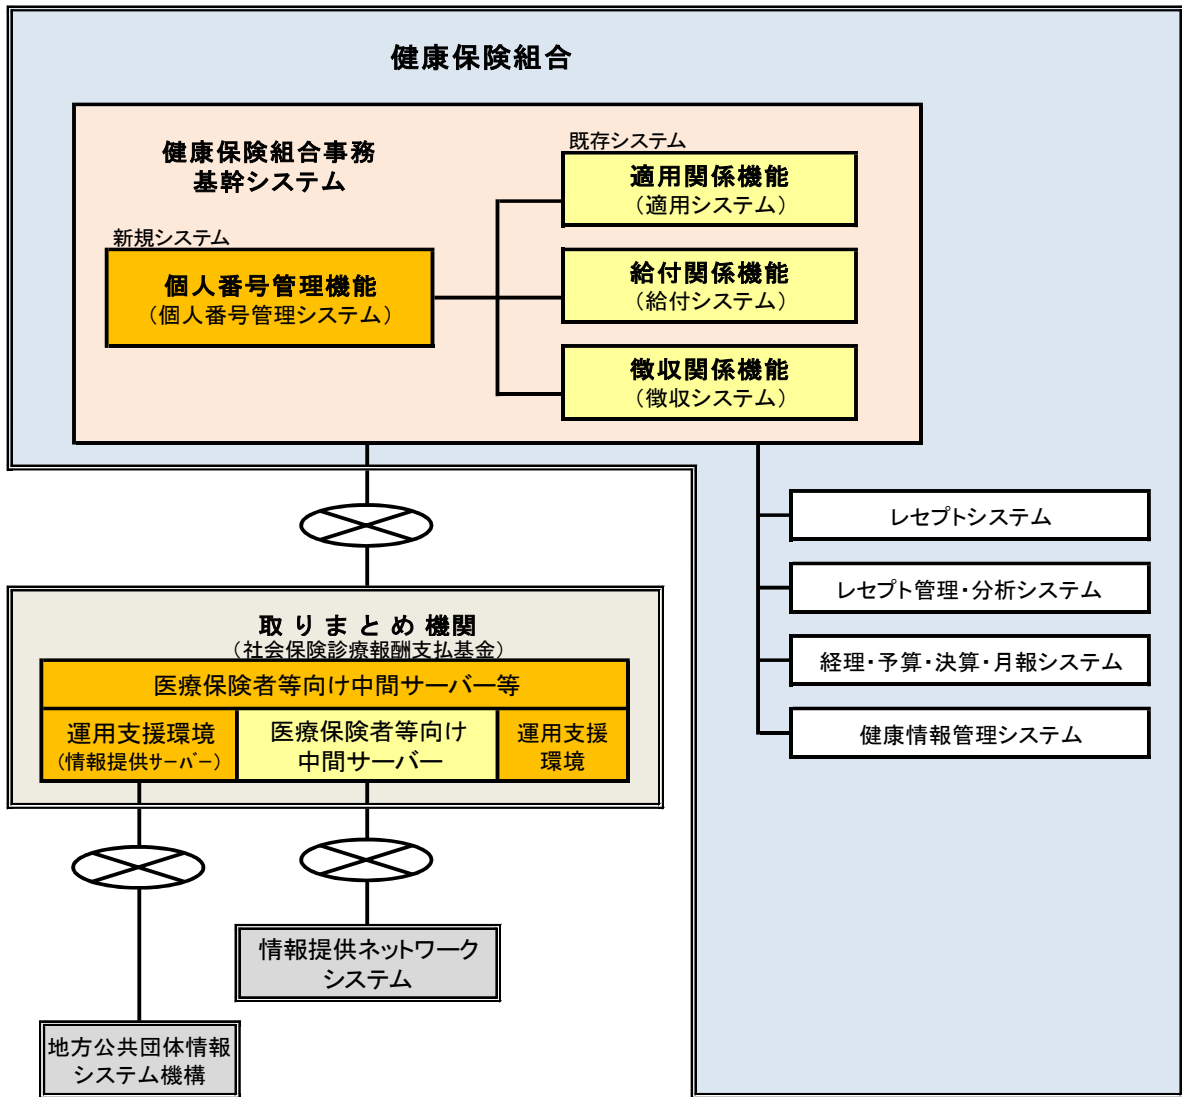 健康保険組合
健康保険組合事務
基幹システム
既存システム
適用関係機能
（適用システム）
新規システム
個人番号管理機能
（個人番号管理システム）
給付関係機能
（給付システム）
徴収関係機能
（徴収システム）
レセプトシステム
レセプト管理・分析システム
経理・予算・決算・月報システム
健康情報管理システム
取りまとめ機関
（社会保険診療報酬支払基金）
医療保険者等向け中間サーバー等
運用支援環境
（情報提供サーバー）
医療保険者等向け
中間サーバー
運用支援
環境
情報提供ネットワーク
システム
地方公共団体情報
システム機構